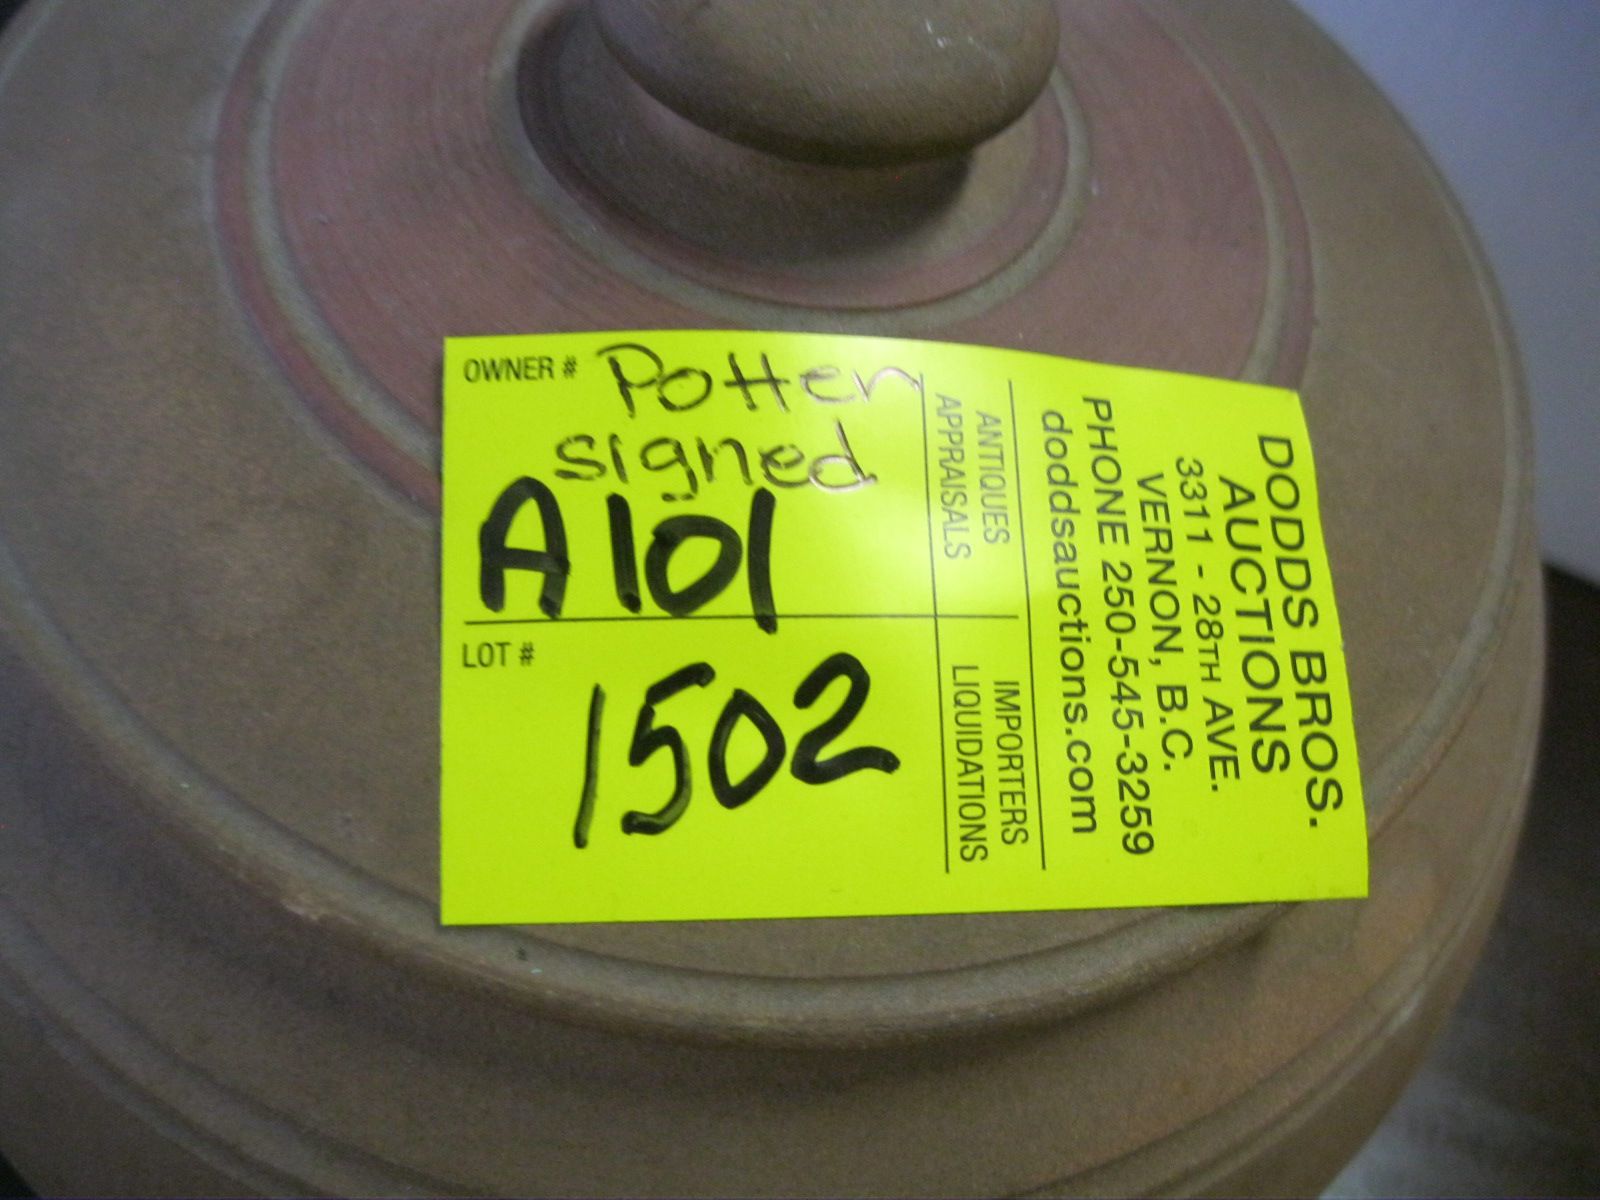 OWNER # Potter
signed
A101
LOT #
1502
ANTIQUES
APPRAISALS
IMPORTERS
LIQUIDATIONS
DODDS BROS.
AUCTIONS
3311 - 28TH AVE.
VERNON, B.C.
PHONE 250-545-3259
doddsauctions.com